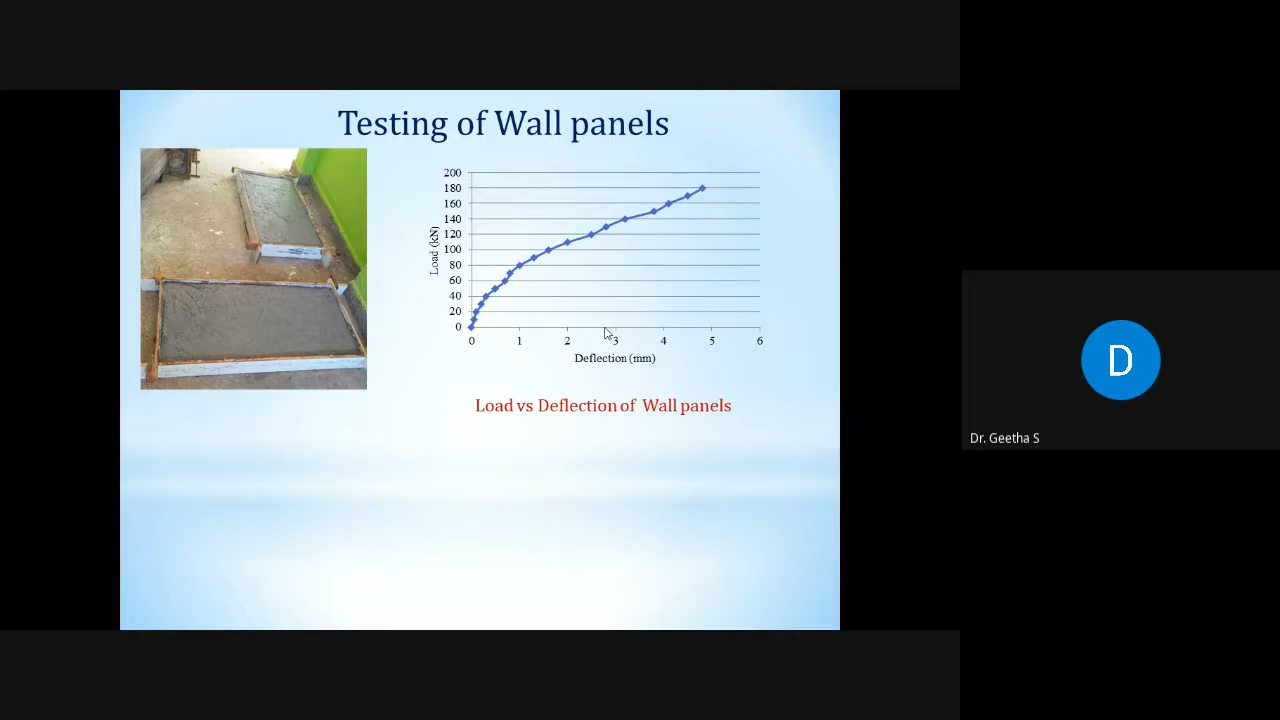 Testing of Wall panels
200
180
160
140
120
100
80
60
40
20
0
Load (kN)
0 1 2 3 4 5 6
Deflection (mm)
Load vs Deflection of Wall panels
D
Dr. Geetha S